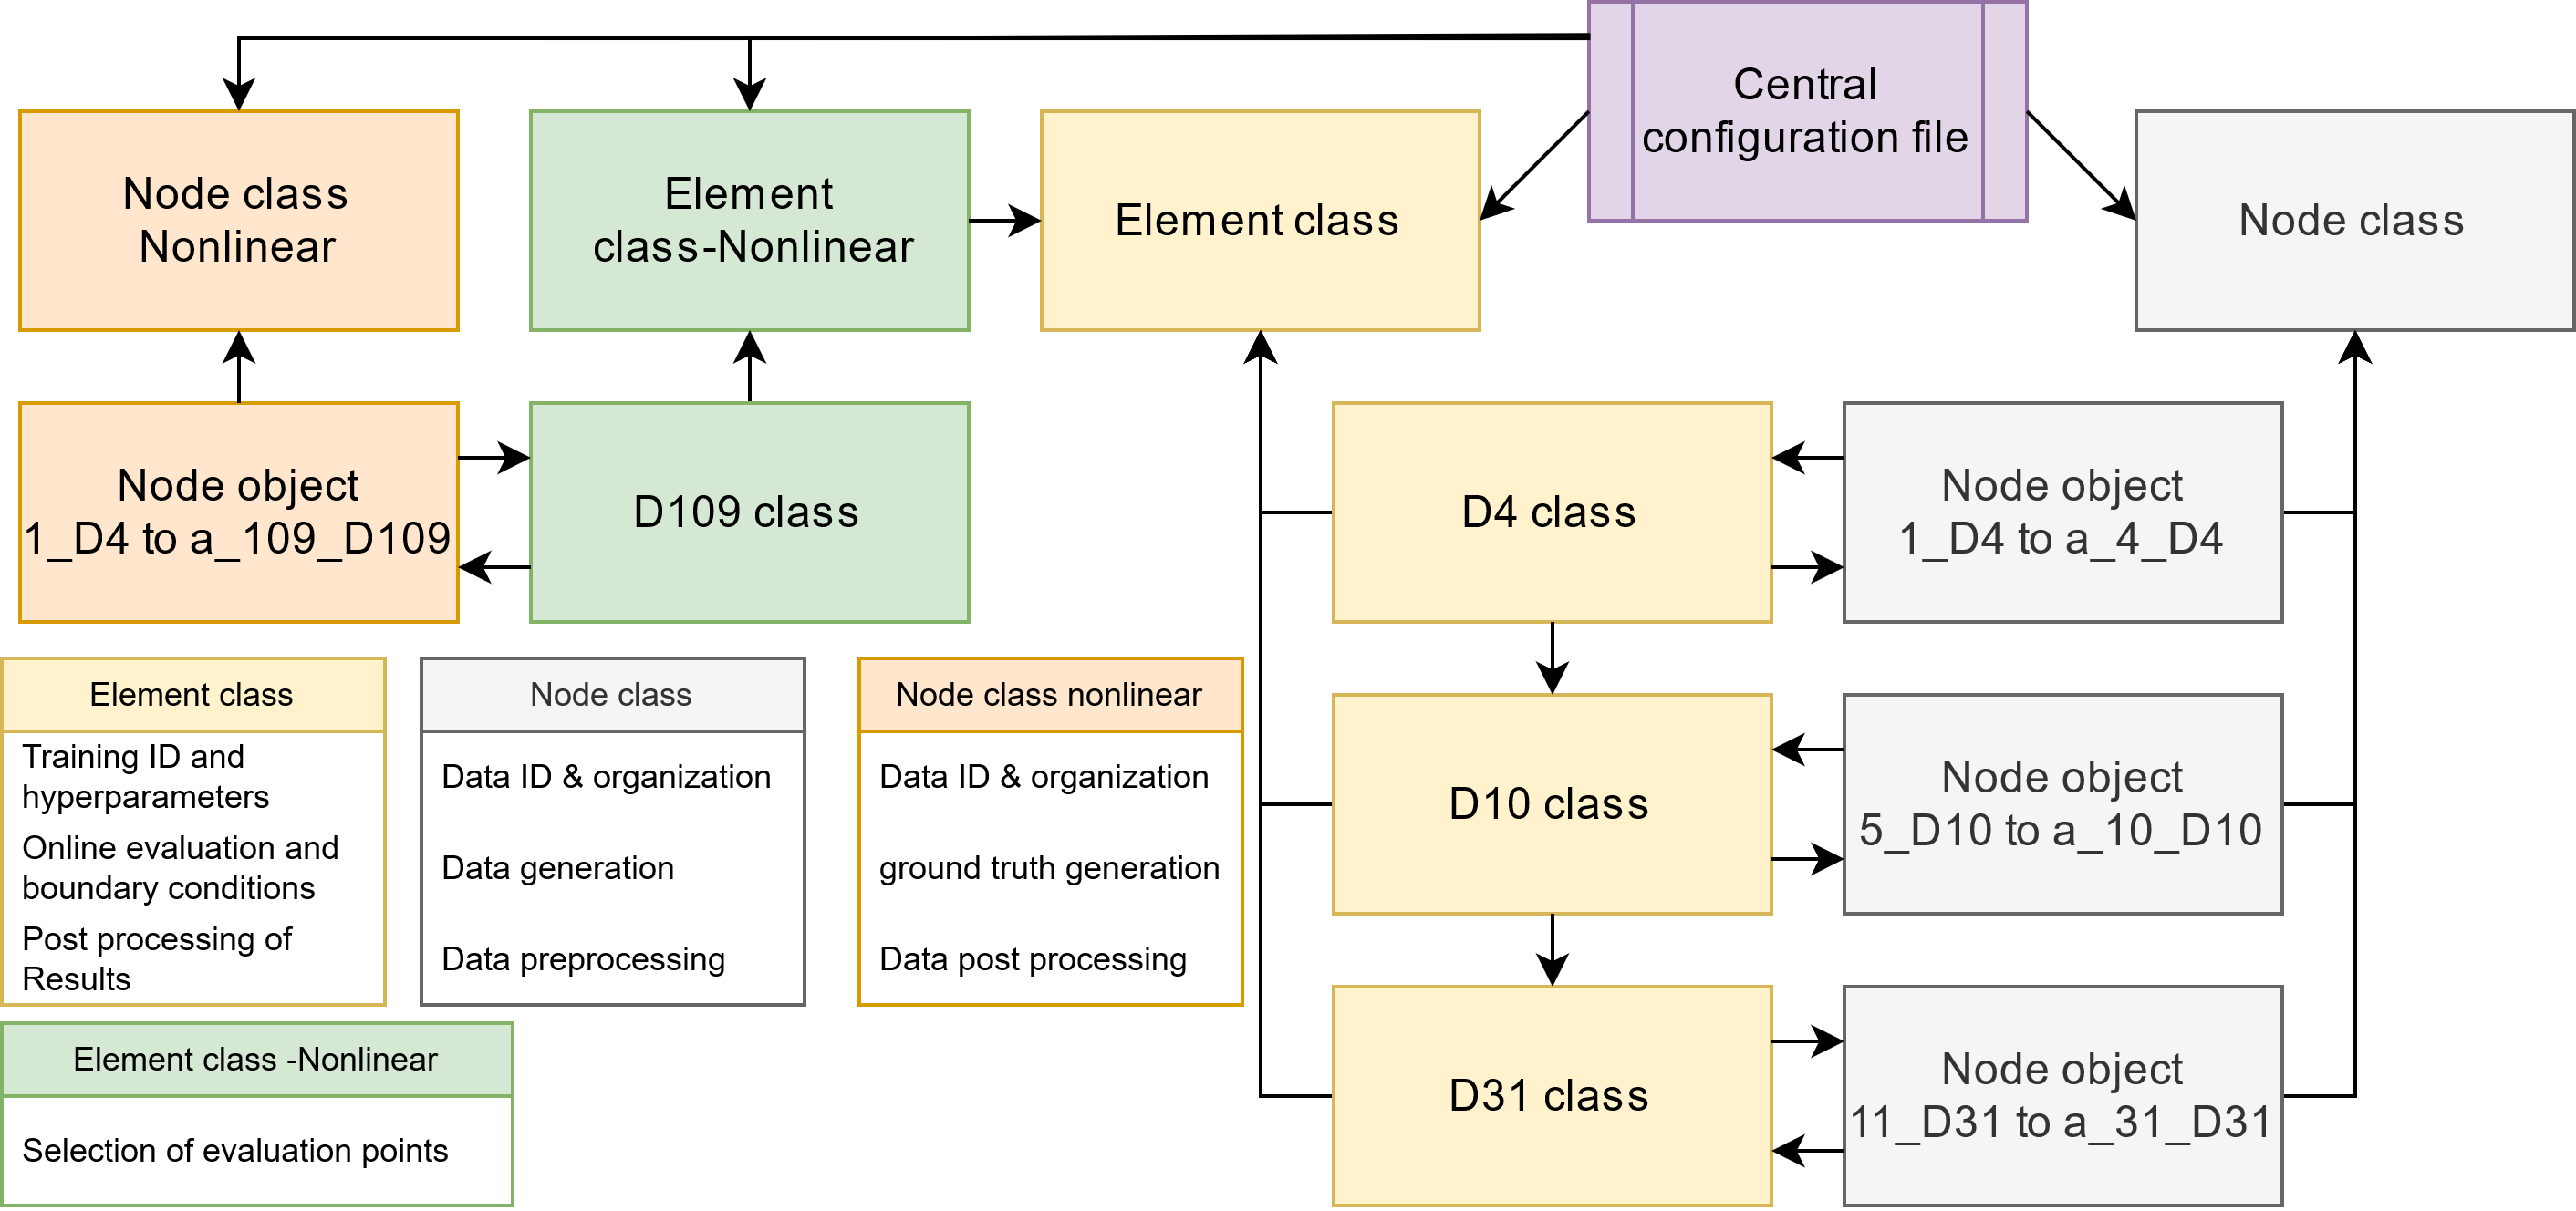 Central
configuration file
Node class
Nonlinear
Element
class-Nonlinear
Element class
Node class
Node object
1_D4 to a_109_D109
D109 class
D4 class
Node object
1_D4 to a_4_D4
Element class
Training ID and
hyperparameters
Online evaluation and
boundary conditions
Post processing of
Results
Node class
Data ID & organization
Data generation
Data preprocessing
Node class nonlinear
Data ID & organization
ground truth generation
Data post processing
D10 class
Node object
5_D10 to a_10_D10
Element class -Nonlinear
Selection of evaluation points
D31 class
Node object
11_D31 to a_31_D31